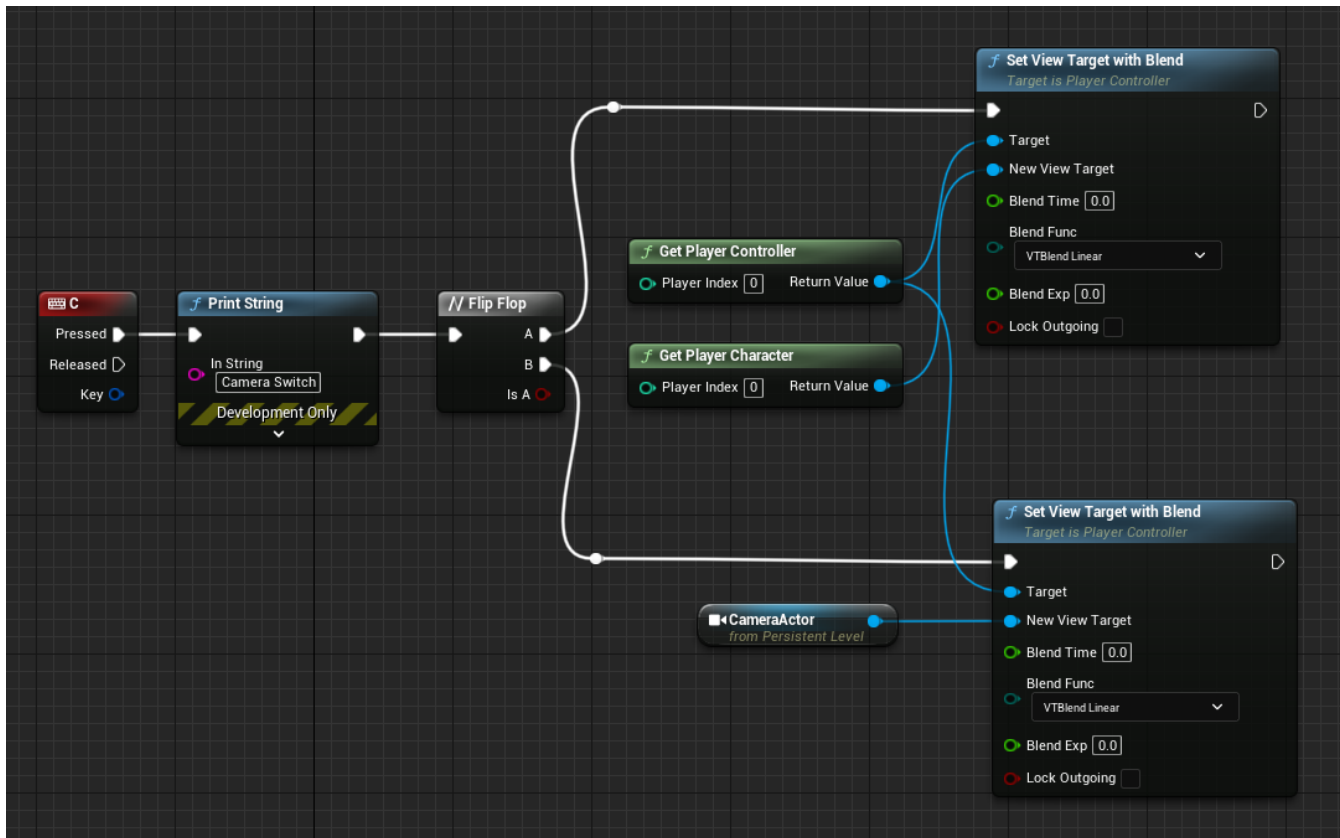 C
Pressed
Released
Key
Print String
In String
Camera Switch
Development Only
// Flip Flop
A
B
Is A
f Get Player Controller
Player Index 0 Return Value
f Get Player Character
Player Index 0 Return Value
CameraActor
from Persistent Level
f Set View Target with Blend
Target is Player Controller
Target
New View Target
Blend Time 0.0
Blend Func
VTBlend Linear
Blend Exp 0.0
Lock Outgoing
f Set View Target with Blend
Target is Player Controller
Target
New View Target
Blend Time 0.0
Blend Func
VTBlend Linear
Blend Exp 0.0
Lock Outgoing